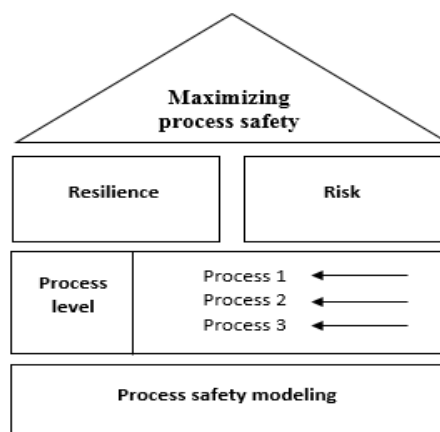 Maximizing
process safety
Resilience
Risk
Process
level
Process 1
Process 2
Process 3
Process safety modeling